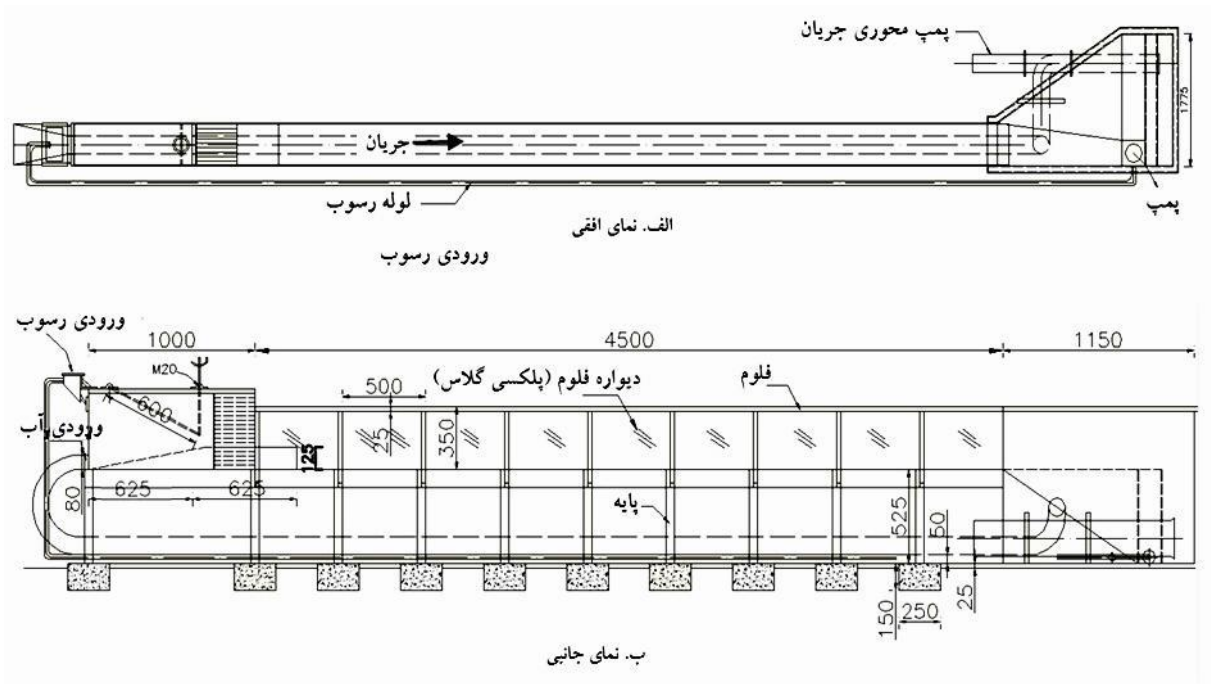 پمپ محوری جریان
1775
جریان
لوله رسوب
پمپ
الف. نمای افقی
ورودی رسوب
ورودی رسوب
1000
4500
1150
M20
500
دیواره فلوم (پلکسی گلاس)
فلوم
600
25
350
ورودی آب
125
80
625
625
پایه
525
50
150
250
25
ب. نمای جانبی